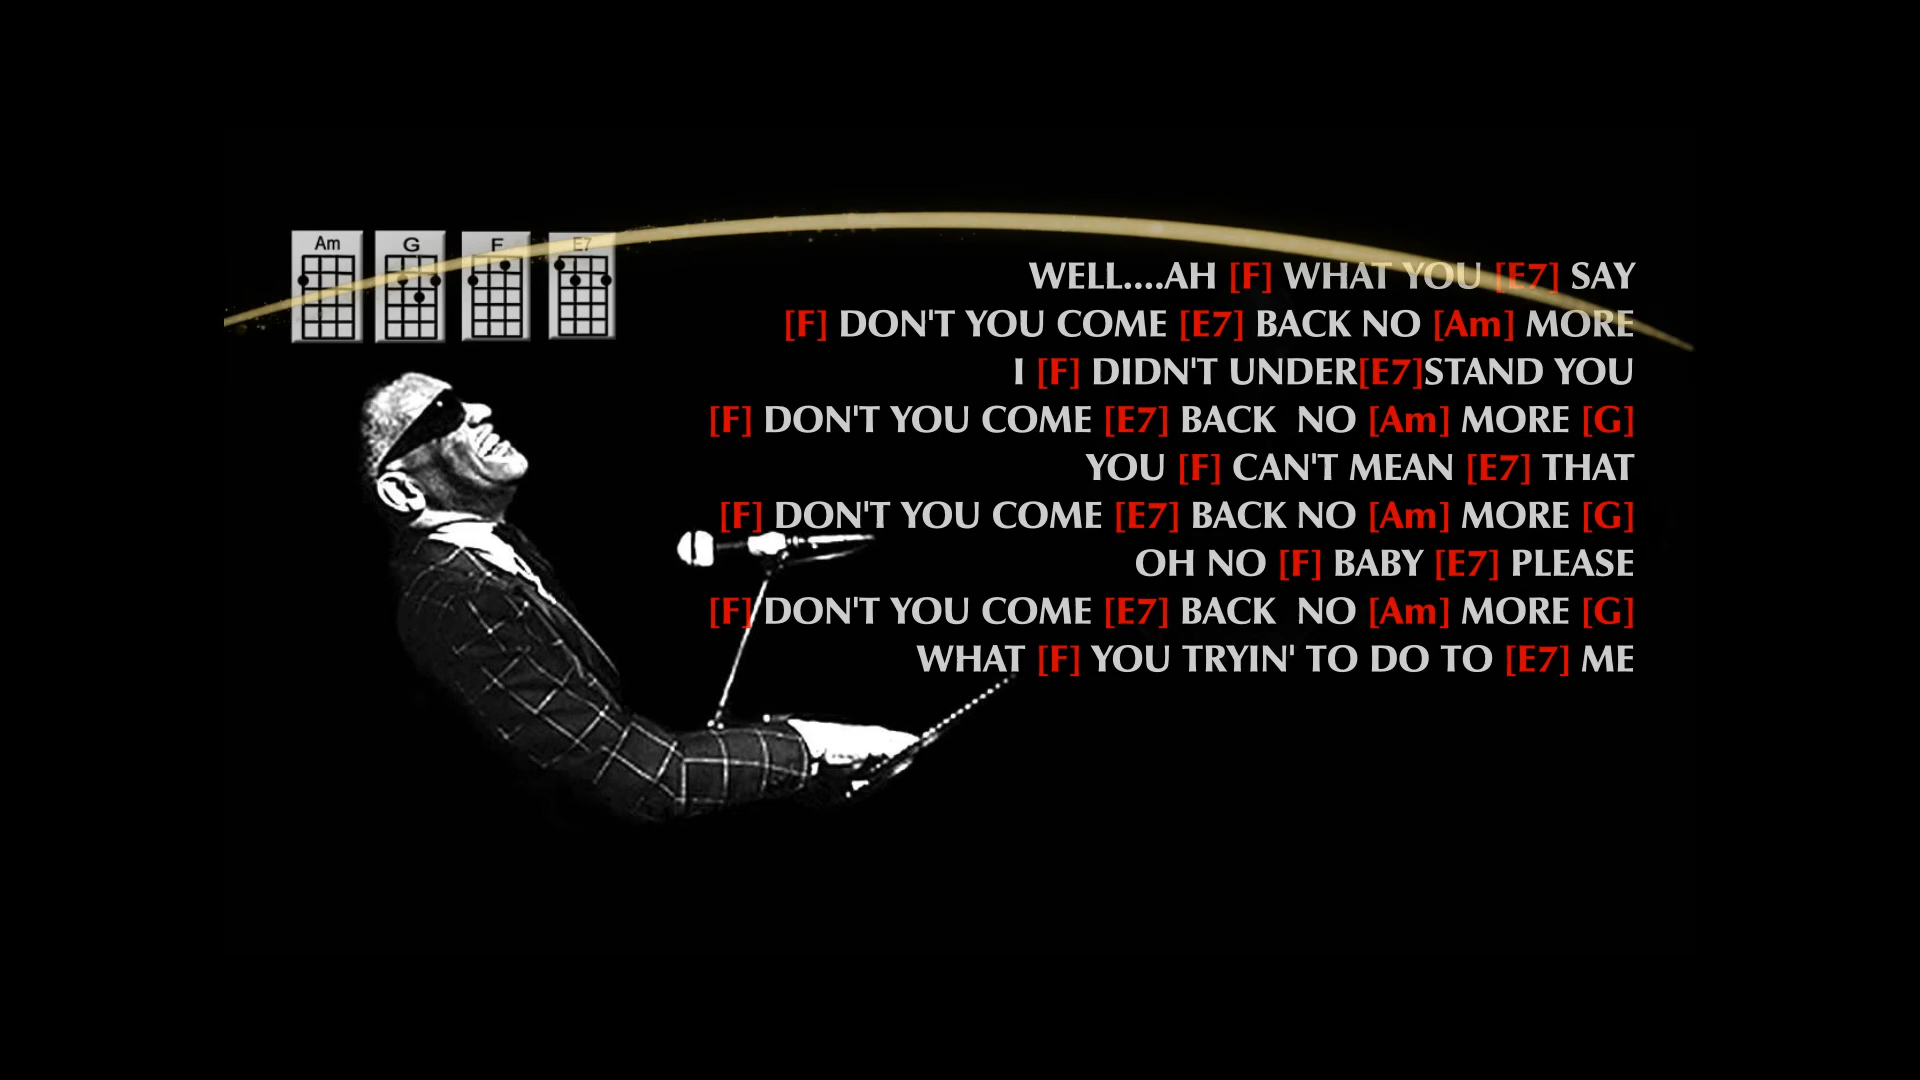 Am G F E7
WELL....AH [F] WHAT YOU [E7] SAY
[F] DON'T YOU COME [E7] BACK NO [Am] MORE
I [F] DIDN'T UNDER[E7]STAND YOU
[F] DON'T YOU COME [E7] BACK  NO [Am] MORE [G]
YOU [F] CAN'T MEAN [E7] THAT
[F] DON'T YOU COME [E7] BACK NO [Am] MORE [G]
OH NO [F] BABY [E7] PLEASE
[F] DON'T YOU COME [E7] BACK  NO [Am] MORE [G]
WHAT [F] YOU TRYIN' TO DO TO [E7] ME